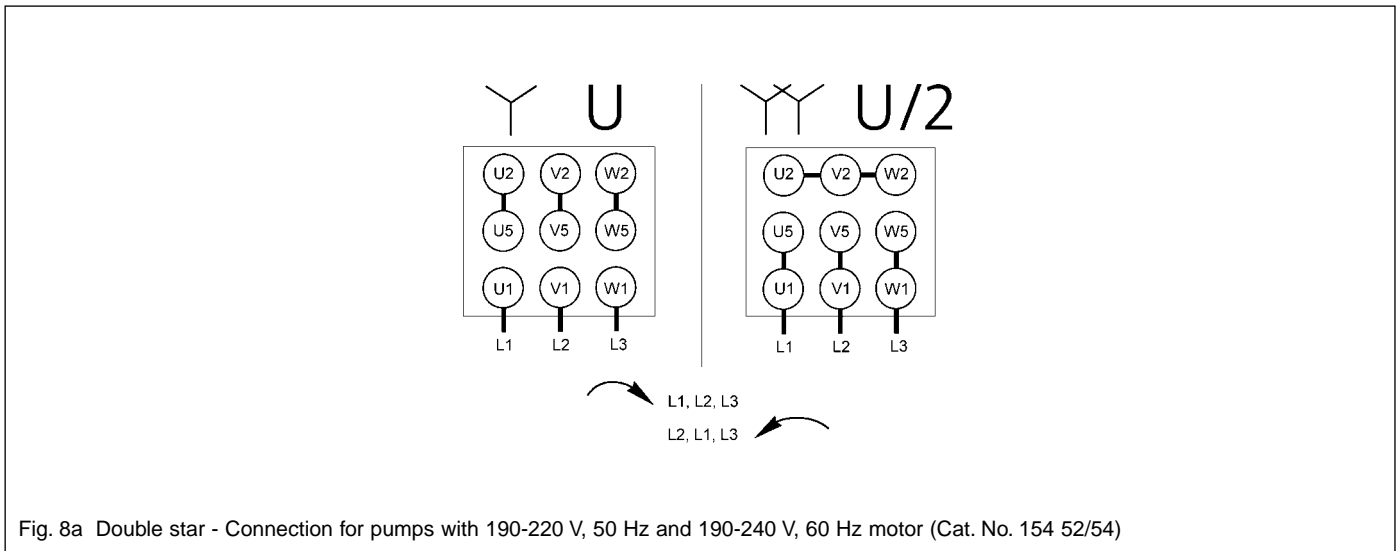 U U/2
U2 V2 W2 U2 V2 W2
U5 V5 W5 U5 V5 W5
U1 V1 W1 U1 V1 W1
L1 L2 L3 L1 L2 L3
L1, L2, L3
L2, L1, L3
Fig. 8a Double star - Connection for pumps with 190-220 V, 50 Hz and 190-240 V, 60 Hz motor (Cat. No. 154 52/54)